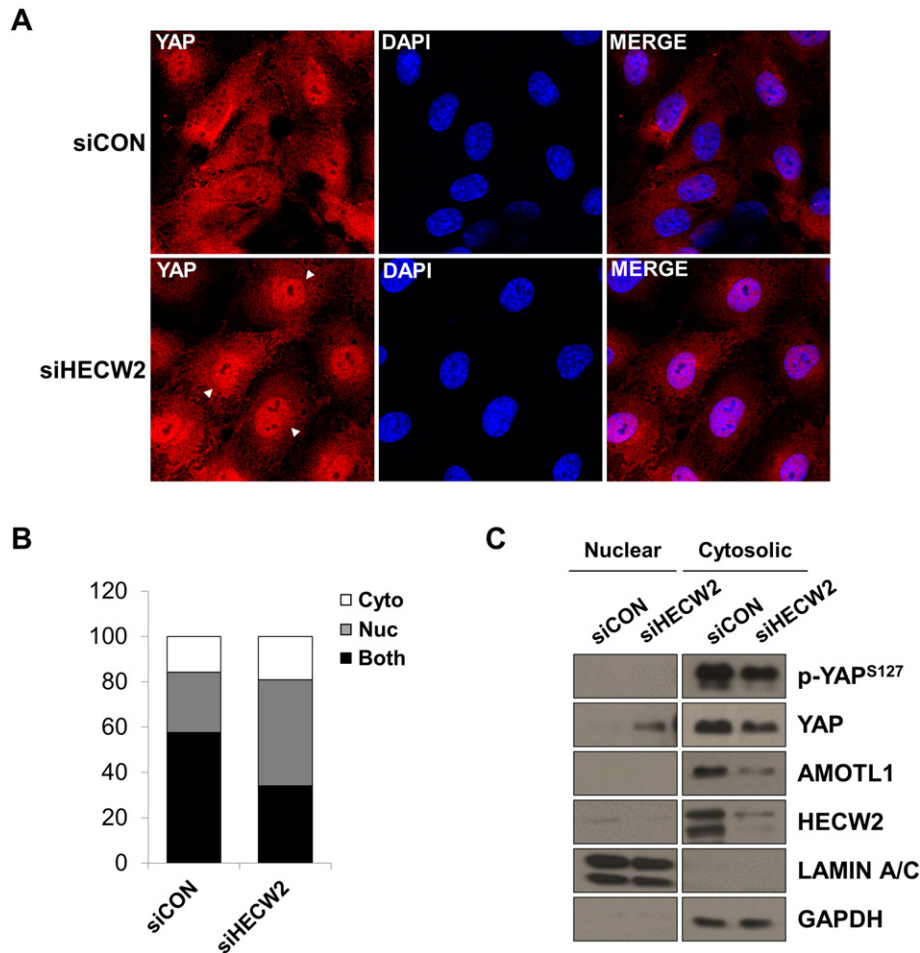 A
YAP
DAPI
MERGE
siCON
YAP
DAPI
MERGE
siHECW2
B
120
100
80
60
40
20
0
siCON
siHECW2
Cyto
Nuc
Both
C
Nuclear
Cytosolic
siCON
siHECW2
siCON
siHECW2
p-YAPS127
YAP
AMOTL1
HECW2
LAMIN A/C
GAPDH